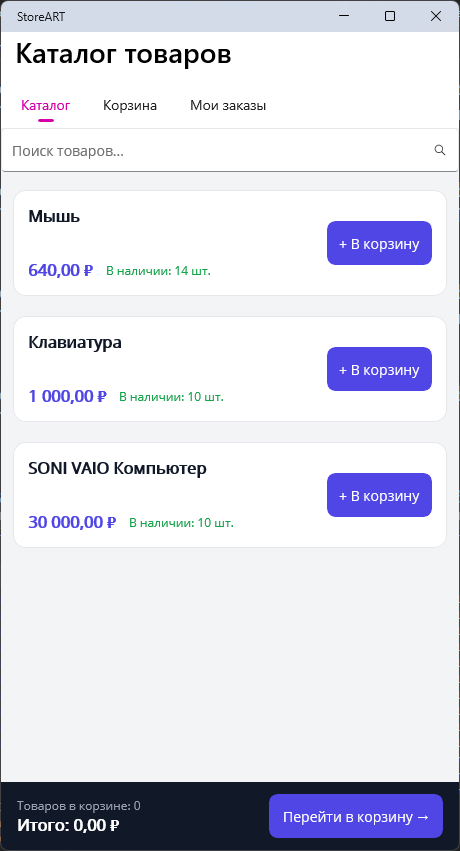 StoreART
Каталог товаров
Каталог Корзина Мои заказы
Поиск товаров...
Мышь
+ В корзину
640,00 ₽ В наличии: 14 шт.
Клавиатура
+ В корзину
1 000,00 ₽ В наличии: 10 шт.
SONI VAIO Компьютер
+ В корзину
30 000,00 ₽ В наличии: 10 шт.
Товаров в корзине: 0
Итого: 0,00 ₽
Перейти в корзину →